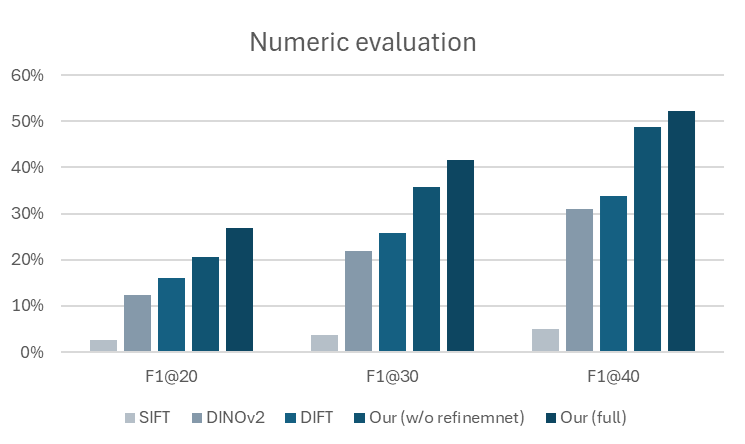 Numeric evaluation
60%
50%
40%
30%
20%
10%
0%
F1@20 F1@30 F1@40
SIFT DINOv2 DIFT Our (w/o refinemnet) Our (full)